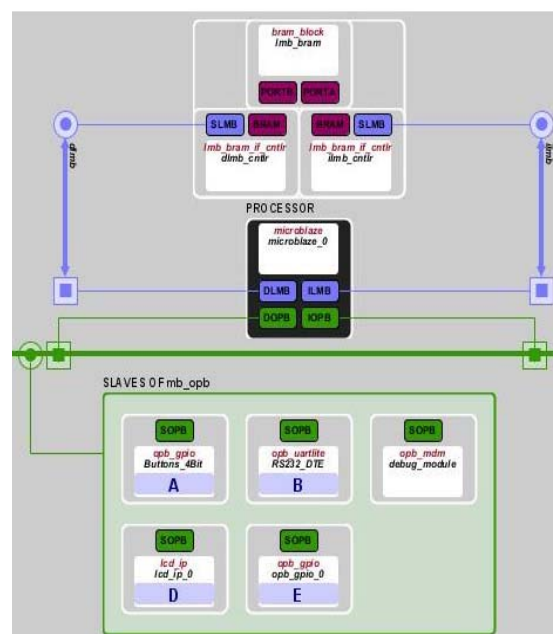 bram_block
lmb_bram
PORTB PORTA
SLMB BRAM BRAM SLMB
lmb_bram_if_cntlr lmb_bram_if_cntlr
dlmb_cntlr ilmb_cntlr
dlmb ilmb
PROCESSOR
microblaze
microblaze_0
DLMB ILMB
DOPB IOPB
SLAVES OF mb_opb
SOPB SOPB SOPB
opb_gpio opb_uartlite opb_mdm
Buttons_4Bit RS232_DTE debug_module
A B
SOPB SOPB
lcd_ip opb_gpio
lcd_ip_0 opb_gpio_0
D E